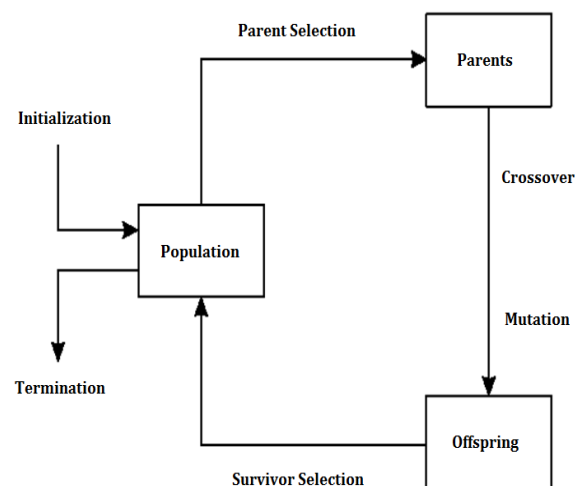 Parent Selection
Parents
Initialization
Crossover
Population
Mutation
Termination
Offspring
Survivor Selection